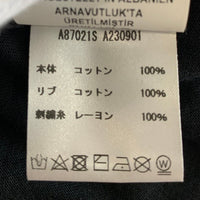 ARNAVUTLUK'TA
ÜRETİLMİŞTİR
A87021S A230901
本体 コットン 100%
リブ コットン 100%
刺繍糸 レーヨン 100%